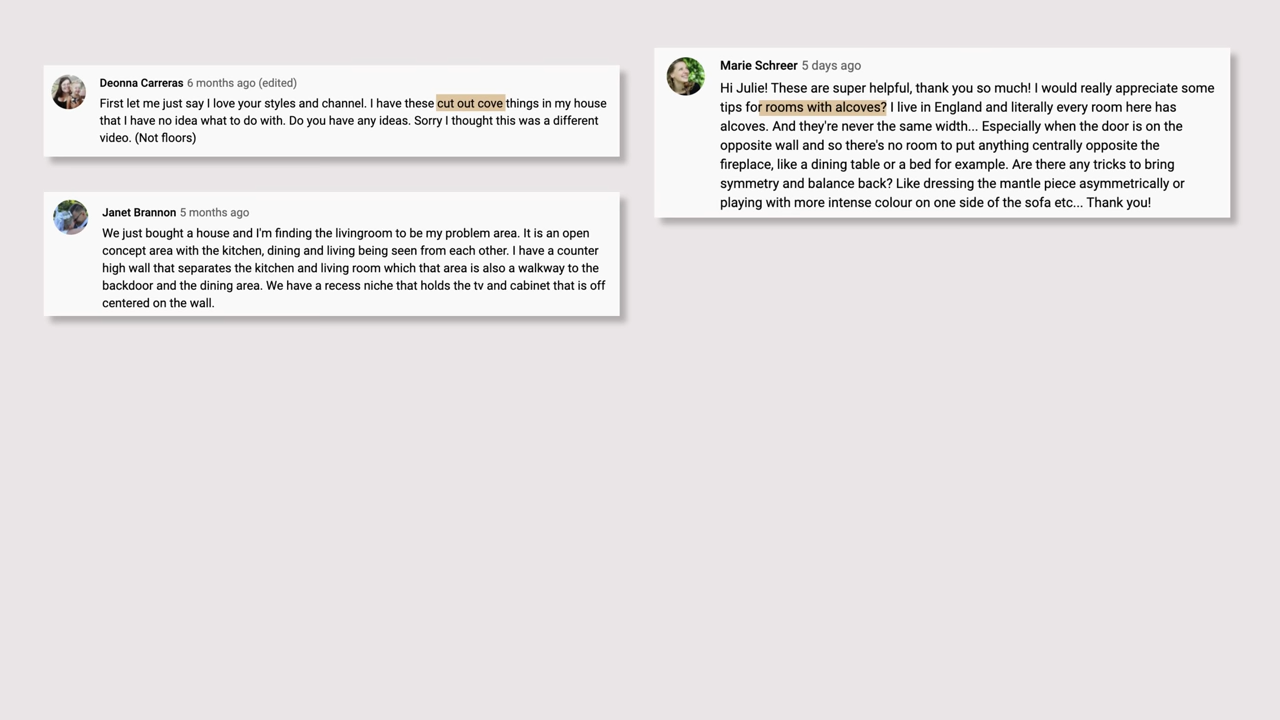 Deonna Carreras 6 months ago (edited)
First let me just say I love your styles and channel. I have these cut out cove things in my house
that I have no idea what to do with. Do you have any ideas. Sorry I thought this was a different
video. (Not floors)
Janet Brannon 5 months ago
We just bought a house and I'm finding the livingroom to be my problem area. It is an open
concept area with the kitchen, dining and living being seen from each other. I have a counter
high wall that separates the kitchen and living room which that area is also a walkway to the
backdoor and the dining area. We have a recess niche that holds the tv and cabinet that is off
centered on the wall.
Marie Schreer 5 days ago
Hi Julie! These are super helpful, thank you so much! I would really appreciate some
tips for rooms with alcoves? I live in England and literally every room here has
alcoves. And they're never the same width... Especially when the door is on the
opposite wall and so there's no room to put anything centrally opposite the
fireplace, like a dining table or a bed for example. Are there any tricks to bring
symmetry and balance back? Like dressing the mantle piece asymmetrically or
playing with more intense colour on one side of the sofa etc... Thank you!